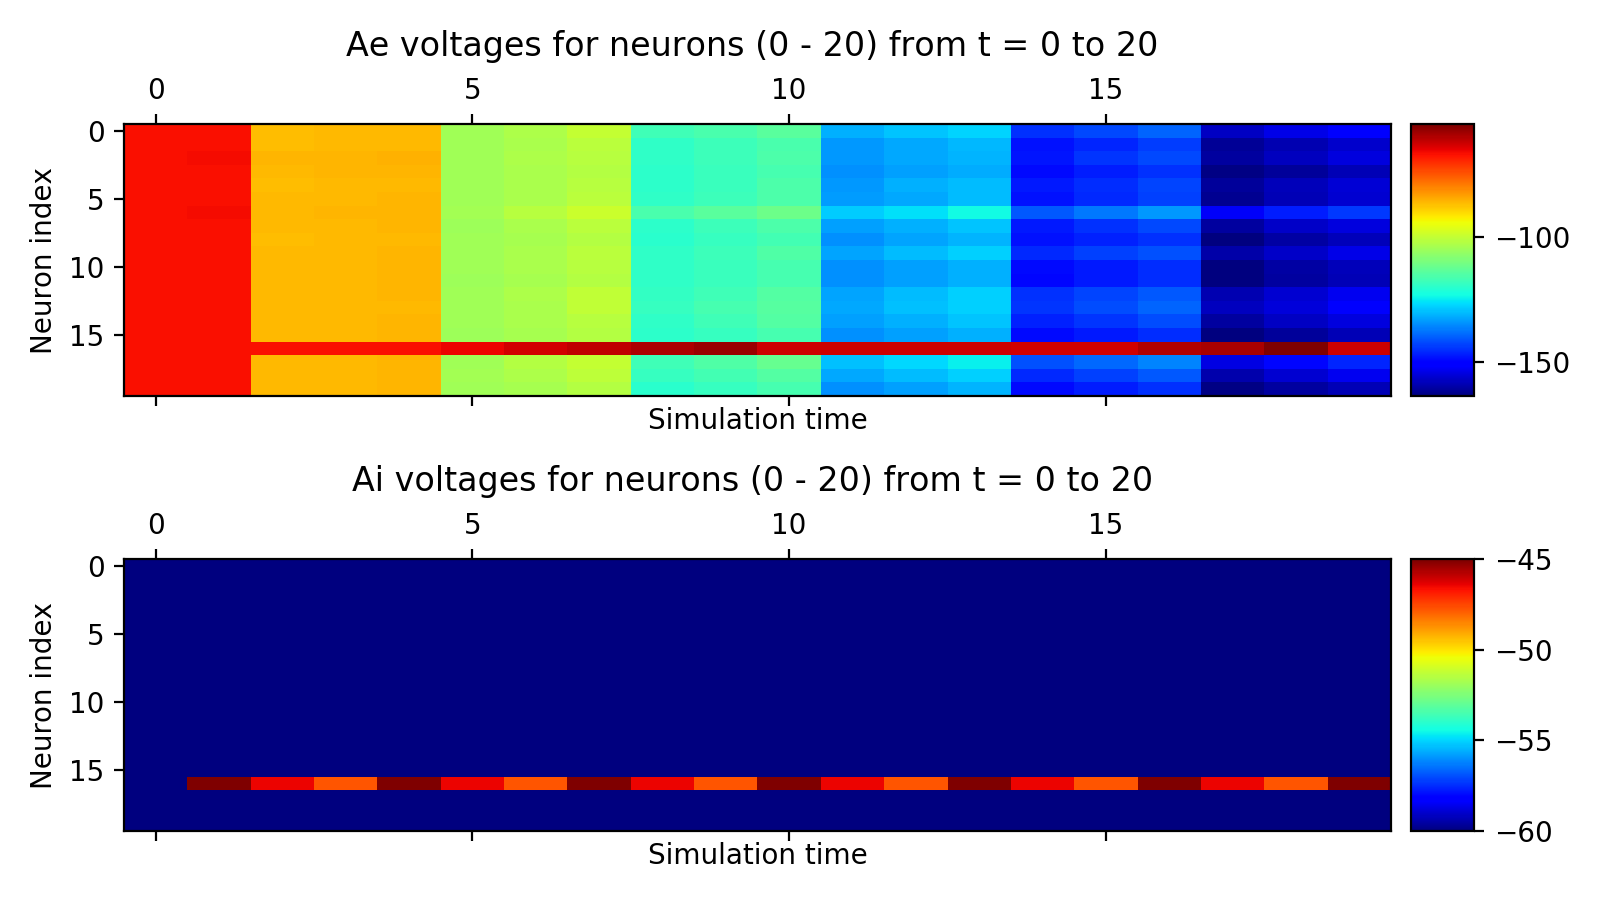 Ae voltages for neurons (0 - 20) from t = 0 to 20
0 5 10 15
Neuron index
0
5
10
15
−100
−150
Simulation time
Ai voltages for neurons (0 - 20) from t = 0 to 20
0 5 10 15
Neuron index
0
5
10
15
−45
−50
−55
−60
Simulation time